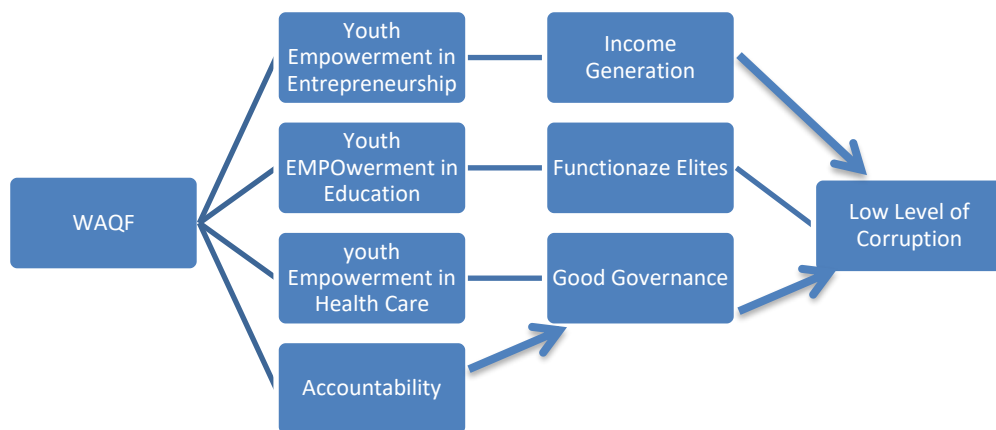 WAQF
Youth
Empowerment in
Entrepreneurship
Youth
EMPOwerment in
Education
youth
Empowerment in
Health Care
Accountability
Income
Generation
Functionaze Elites
Good Governance
Low Level of
Corruption